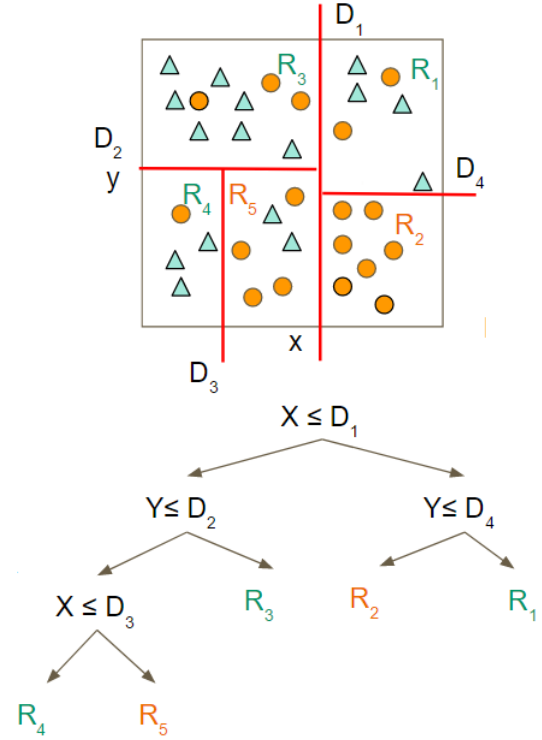 D₁
R₃ R₁
D₂
y
D₄
R₄ R₅
R₂
x
D₃
X ≤ D₁
Y≤ D₂ Y≤ D₄
X ≤ D₃ R₃ R₂ R₁
R₄ R₅